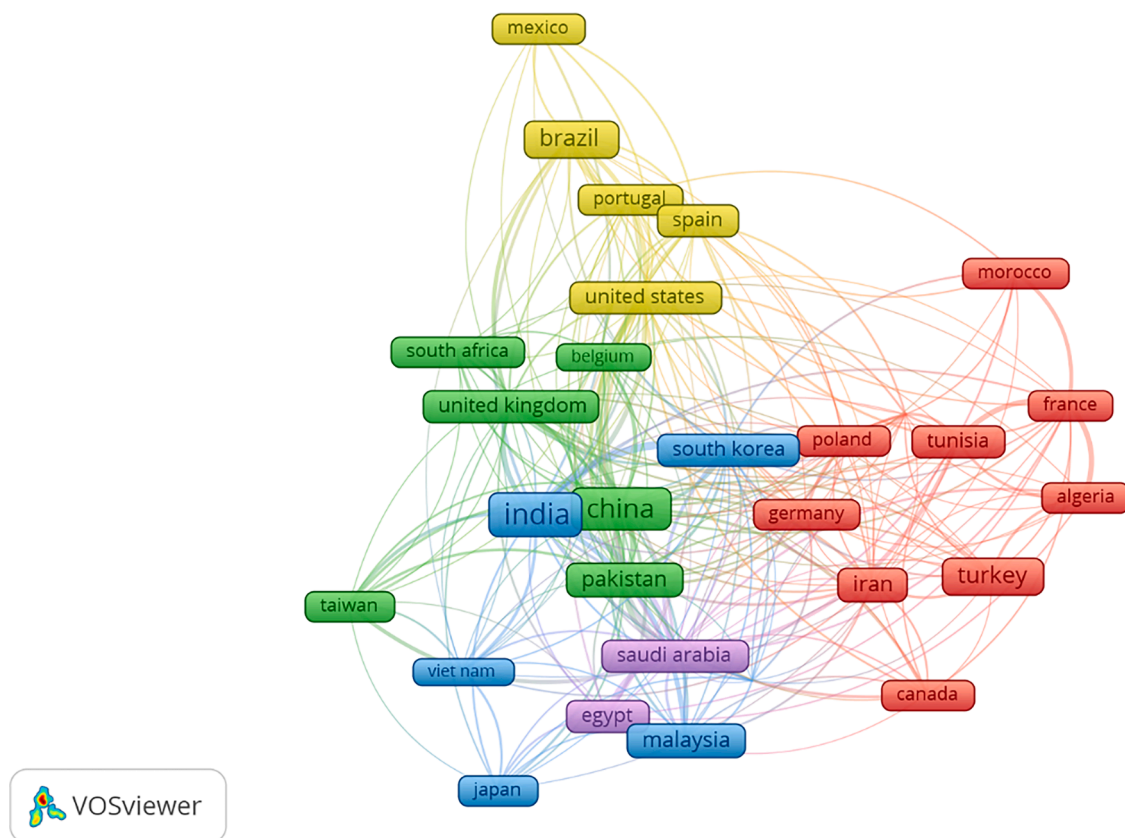 mexico
brazil
portugal
spain
morocco
united states
south africa
belgium
united kingdom
france
south korea
poland
tunisia
india
china
germany
algeria
pakistan
iran
turkey
taiwan
saudi arabia
viet nam
canada
egypt
malaysia
japan
VOSviewer